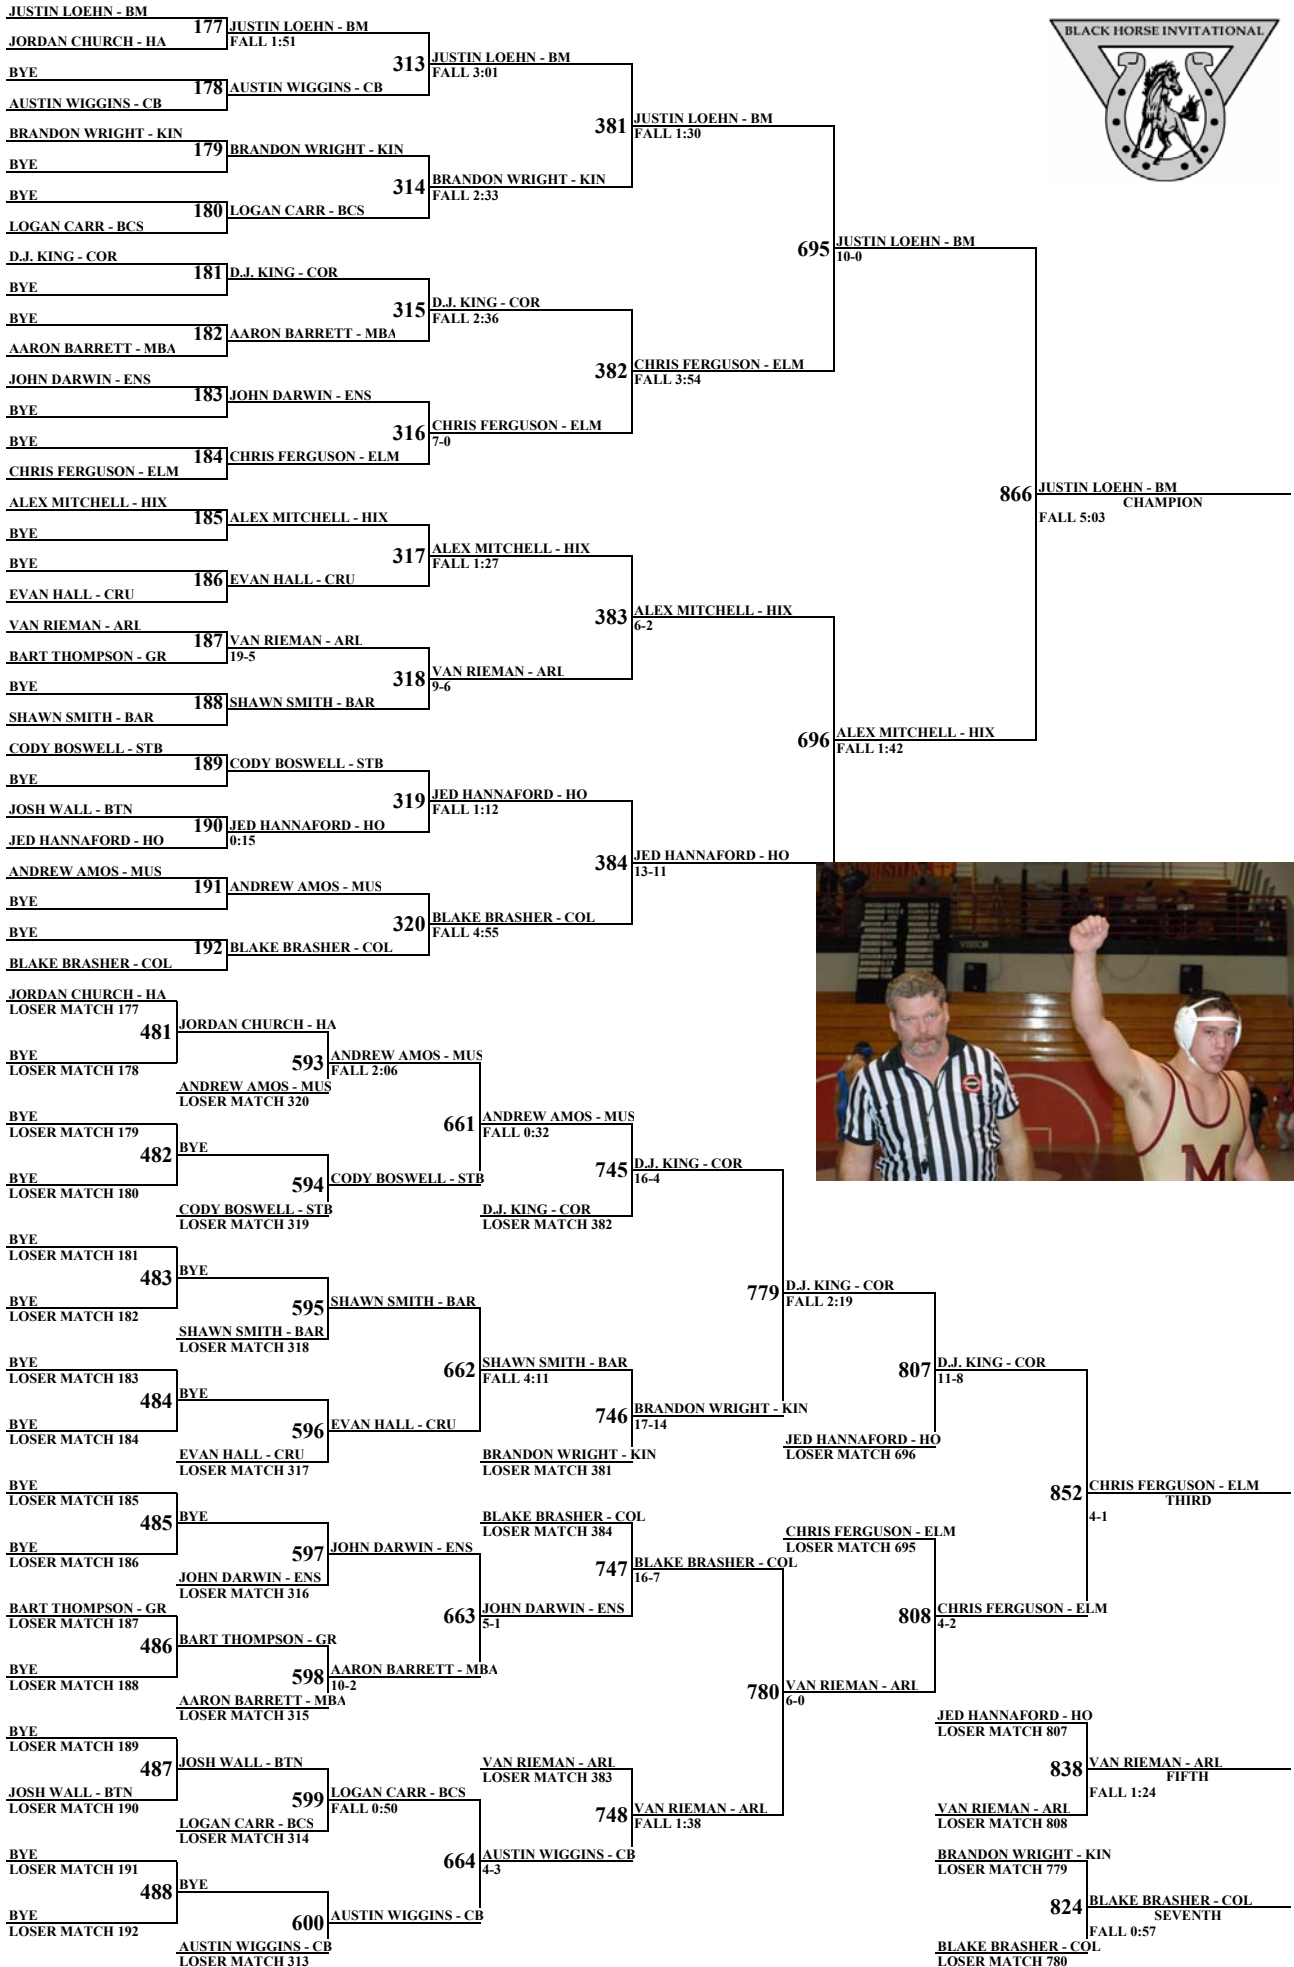 BLACK HORSE INVITATIONAL
JUSTIN LOEHN - BM
JORDAN CHURCH - HA
BYE
AUSTIN WIGGINS - CB
BRANDON WRIGHT - KIN
BYE
BYE
LOGAN CARR - BCS
D.J. KING - COR
BYE
BYE
AARON BARRETT - MBA
JOHN DARWIN - ENS
BYE
BYE
CHRIS FERGUSON - ELM
ALEX MITCHELL - HIX
BYE
BYE
EVAN HALL - CRU
VAN RIEMAN - ARL
BART THOMPSON - GR
BYE
SHAWN SMITH - BAR
CODY BOSWELL - STB
BYE
JOSH WALL - BTN
JED HANNAFORD - HO
ANDREW AMOS - MUS
BYE
BYE
BLAKE BRASHER - COL
177 JUSTIN LOEHN - BM
FALL 1:51
178 AUSTIN WIGGINS - CB
179 BRANDON WRIGHT - KIN
180 LOGAN CARR - BCS
181 D.J. KING - COR
182 AARON BARRETT - MBA
183 JOHN DARWIN - ENS
184 CHRIS FERGUSON - ELM
185 ALEX MITCHELL - HIX
186 EVAN HALL - CRU
187 VAN RIEMAN - ARL
19-5
188 SHAWN SMITH - BAR
189 CODY BOSWELL - STB
190 JED HANNAFORD - HO
0:15
191 ANDREW AMOS - MUS
192 BLAKE BRASHER - COL
313 JUSTIN LOEHN - BM
FALL 3:01
314 BRANDON WRIGHT - KIN
FALL 2:33
315 D.J. KING - COR
FALL 2:36
316 CHRIS FERGUSON - ELM
7-0
317 ALEX MITCHELL - HIX
FALL 1:27
318 VAN RIEMAN - ARL
9-6
319 JED HANNAFORD - HO
FALL 1:12
320 BLAKE BRASHER - COL
FALL 4:55
381 JUSTIN LOEHN - BM
FALL 1:30
382 CHRIS FERGUSON - ELM
FALL 3:54
383 ALEX MITCHELL - HIX
6-2
384 JED HANNAFORD - HO
13-11
695 JUSTIN LOEHN - BM
10-0
696 ALEX MITCHELL - HIX
FALL 1:42
866 JUSTIN LOEHN - BM
CHAMPION
FALL 5:03
VISITOR
M
JORDAN CHURCH - HA
LOSER MATCH 177
BYE
LOSER MATCH 178
BYE
LOSER MATCH 179
BYE
LOSER MATCH 180
BYE
LOSER MATCH 181
BYE
LOSER MATCH 182
BYE
LOSER MATCH 183
BYE
LOSER MATCH 184
BYE
LOSER MATCH 185
BYE
LOSER MATCH 186
BART THOMPSON - GR
LOSER MATCH 187
BYE
LOSER MATCH 188
BYE
LOSER MATCH 189
JOSH WALL - BTN
LOSER MATCH 190
BYE
LOSER MATCH 191
BYE
LOSER MATCH 192
481 JORDAN CHURCH - HA
ANDREW AMOS - MUS
LOSER MATCH 320
482 BYE
CODY BOSWELL - STB
LOSER MATCH 319
483 BYE
SHAWN SMITH - BAR
LOSER MATCH 318
484 BYE
EVAN HALL - CRU
LOSER MATCH 317
485 BYE
JOHN DARWIN - ENS
LOSER MATCH 316
486 BART THOMPSON - GR
AARON BARRETT - MBA
LOSER MATCH 315
487 JOSH WALL - BTN
LOGAN CARR - BCS
LOSER MATCH 314
488 BYE
AUSTIN WIGGINS - CB
LOSER MATCH 313
593 ANDREW AMOS - MUS
FALL 2:06
594 CODY BOSWELL - STB
595 SHAWN SMITH - BAR
596 EVAN HALL - CRU
597 JOHN DARWIN - ENS
598 AARON BARRETT - MBA
10-2
599 LOGAN CARR - BCS
FALL 0:50
600 AUSTIN WIGGINS - CB
661 ANDREW AMOS - MUS
FALL 0:32
D.J. KING - COR
LOSER MATCH 382
662 SHAWN SMITH - BAR
FALL 4:11
BRANDON WRIGHT - KIN
LOSER MATCH 381
BLAKE BRASHER - COL
LOSER MATCH 384
663 JOHN DARWIN - ENS
5-1
VAN RIEMAN - ARL
LOSER MATCH 383
664 AUSTIN WIGGINS - CB
4-3
745 D.J. KING - COR
16-4
746 BRANDON WRIGHT - KIN
17-14
747 BLAKE BRASHER - COL
16-7
748 VAN RIEMAN - ARL
FALL 1:38
779 D.J. KING - COR
FALL 2:19
JED HANNAFORD - HO
LOSER MATCH 696
CHRIS FERGUSON - ELM
LOSER MATCH 695
780 VAN RIEMAN - ARL
6-0
807 D.J. KING - COR
11-8
808 CHRIS FERGUSON - ELM
4-2
852 CHRIS FERGUSON - ELM
THIRD
4-1
JED HANNAFORD - HO
LOSER MATCH 807
838 VAN RIEMAN - ARL
FIFTH
FALL 1:24
VAN RIEMAN - ARL
LOSER MATCH 808
BRANDON WRIGHT - KIN
LOSER MATCH 779
824 BLAKE BRASHER - COL
SEVENTH
FALL 0:57
BLAKE BRASHER - COL
LOSER MATCH 780